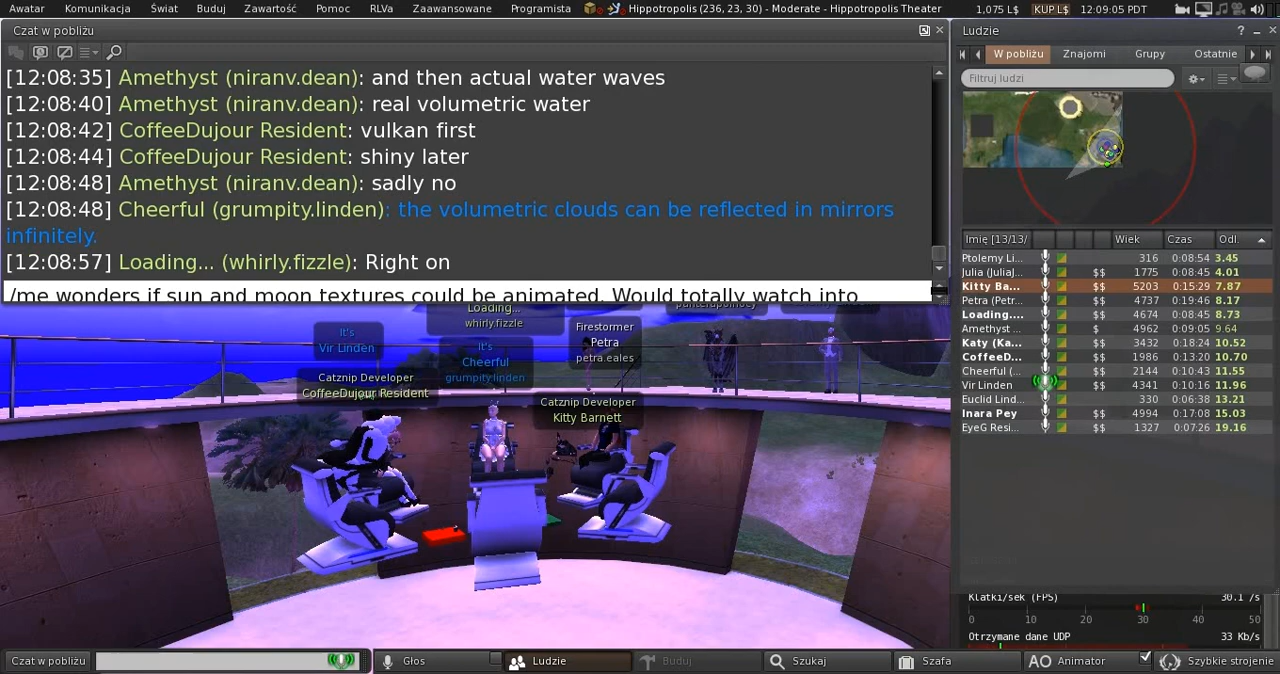 Awatar Komunikacja Świat Buduj Zawartość Pomoc RLVa Zaawansowane Programista Hippotropolis (236, 23, 30) - Moderate - Hippotropolis Theater 1,075 L$ KUP L$ 12:09:05 PDT
Czat w pobliżu
[12:08:35] Amethyst (niranv.dean): and then actual water waves
[12:08:40] Amethyst (niranv.dean): real volumetric water
[12:08:42] CoffeeDujour Resident: vulkan first
[12:08:44] CoffeeDujour Resident: shiny later
[12:08:48] Amethyst (niranv.dean): sadly no
[12:08:48] Cheerful (grumpity.linden): the volumetric clouds can be reflected in mirrors
infinitely.
[12:08:57] Loading... (whirly.fizzle): Right on
/me wonders if sun and moon textures could be animated. Would totally watch into
Loading...
whirly.fizzle
It's
Vir Linden
Firestormer
Petra
petra.eales
It's
Cheerful
grumpity.linden
Catznip Developer
CoffeeDujour Resident
Catznip Developer
Kitty Barnett
Ludzie
? 
W pobliżu Znajomi Grupy Ostatnie
Filtruj ludzi
Imię [13/13/ Wiek Czas Odl.
Ptolemy Li... 316 0:08:54 3.45
Julia (JuliaJ... $$ 1775 0:08:45 4.01
Kitty Ba... $$ 5203 0:15:29 7.87
Petra (Petr... $$ 4737 0:19:46 8.17
Loading.... $$ 4674 0:08:45 8.73
Amethyst ... $ 4962 0:09:05 9.64
Katy (Ka... $$ 3432 0:18:24 10.52
CoffeeD... $$ 1986 0:13:20 10.70
Cheerful (... $$ 2144 0:10:43 11.55
Vir Linden $$ 4341 0:10:16 11.96
Euclid Lind... 330 0:06:38 13.21
Inara Pey $$ 4994 0:17:08 15.03
EyeG Resi... $$ 1327 0:07:26 19.16
Klatki/sek (FPS) 30.1 /s
0 10 20 30 40 50
Otrzymane dane UDP 33 Kb/s
Czat w pobliżu Głos Ludzie Buduj Szukaj Szafa AO Animator Szybkie strojenie